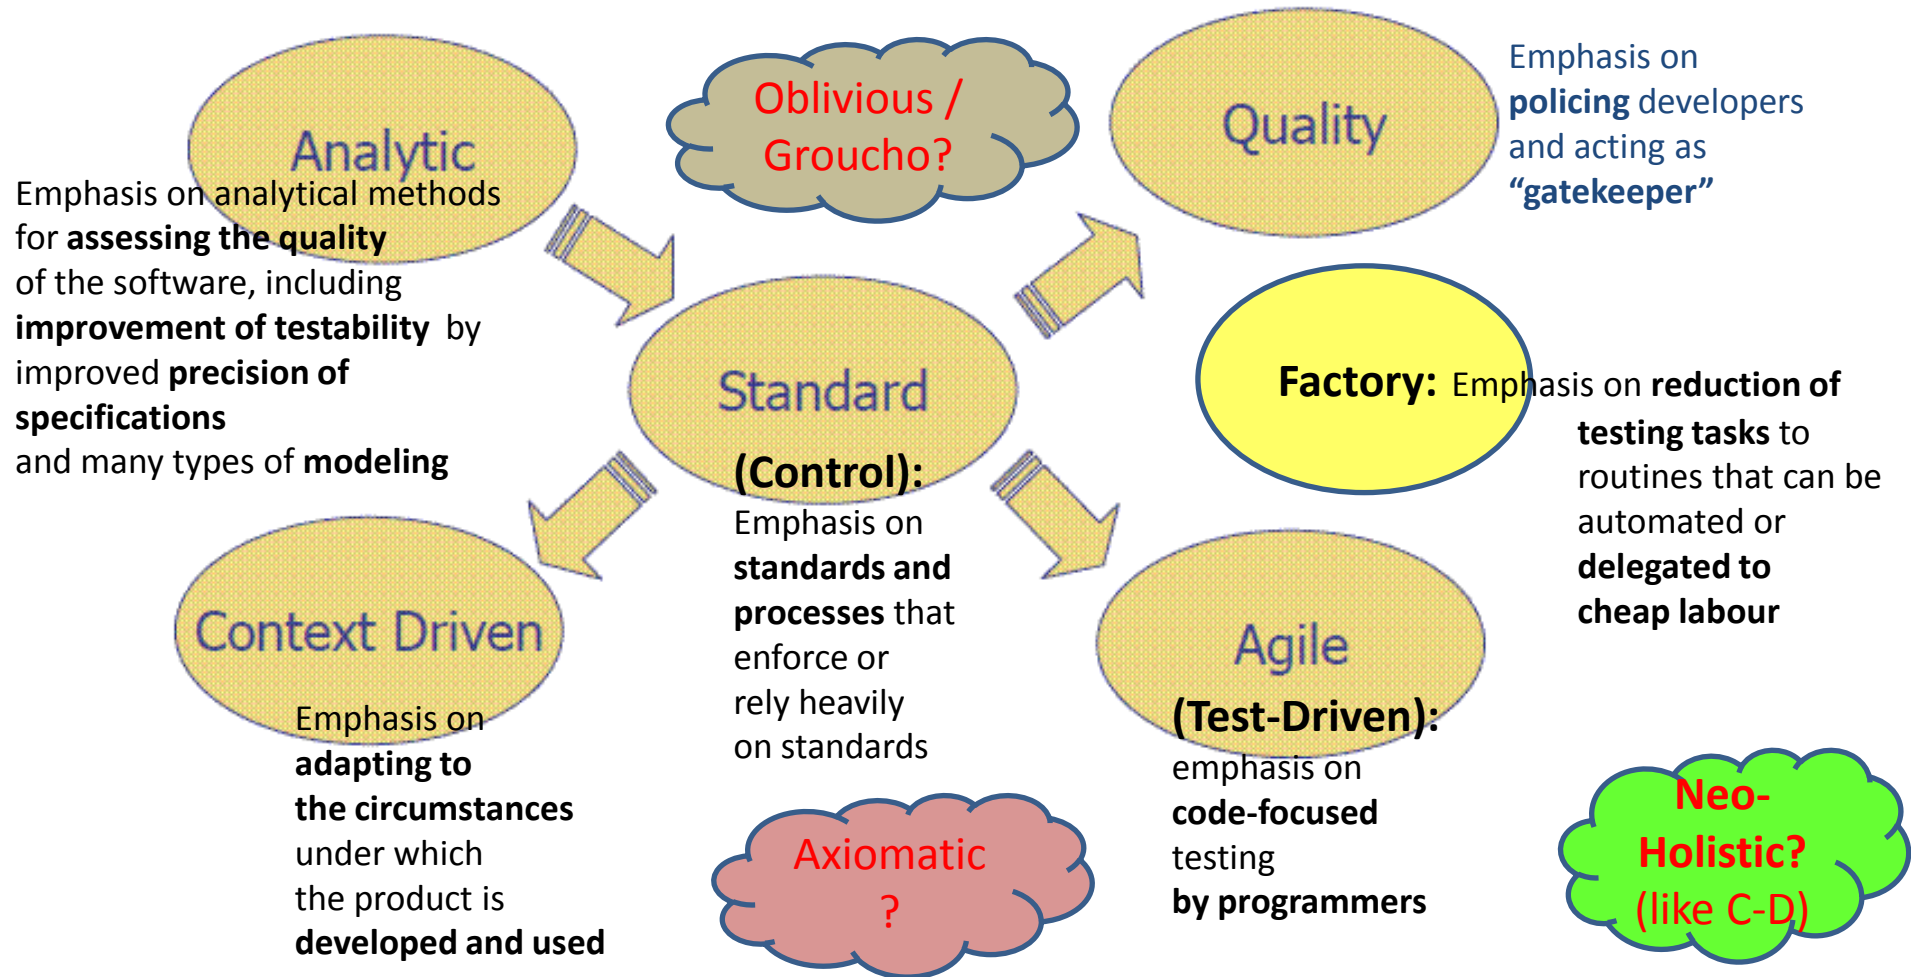 Analytic
Emphasis on analytical methods
for assessing the quality
of the software, including
improvement of testability by
improved precision of
specifications
and many types of modeling
Oblivious /
Groucho?
Quality
Emphasis on
policing developers
and acting as
“gatekeeper”
Standard
(Control):
Emphasis on
standards and
processes that
enforce or
rely heavily
on standards
Factory: Emphasis on reduction of
testing tasks to
routines that can be
automated or
delegated to
cheap labour
Context Driven
Emphasis on
adapting to
the circumstances
under which
the product is
developed and used
Agile
(Test-Driven):
emphasis on
code-focused
testing
by programmers
Axiomatic
?
Neo-
Holistic?
(like C-D)